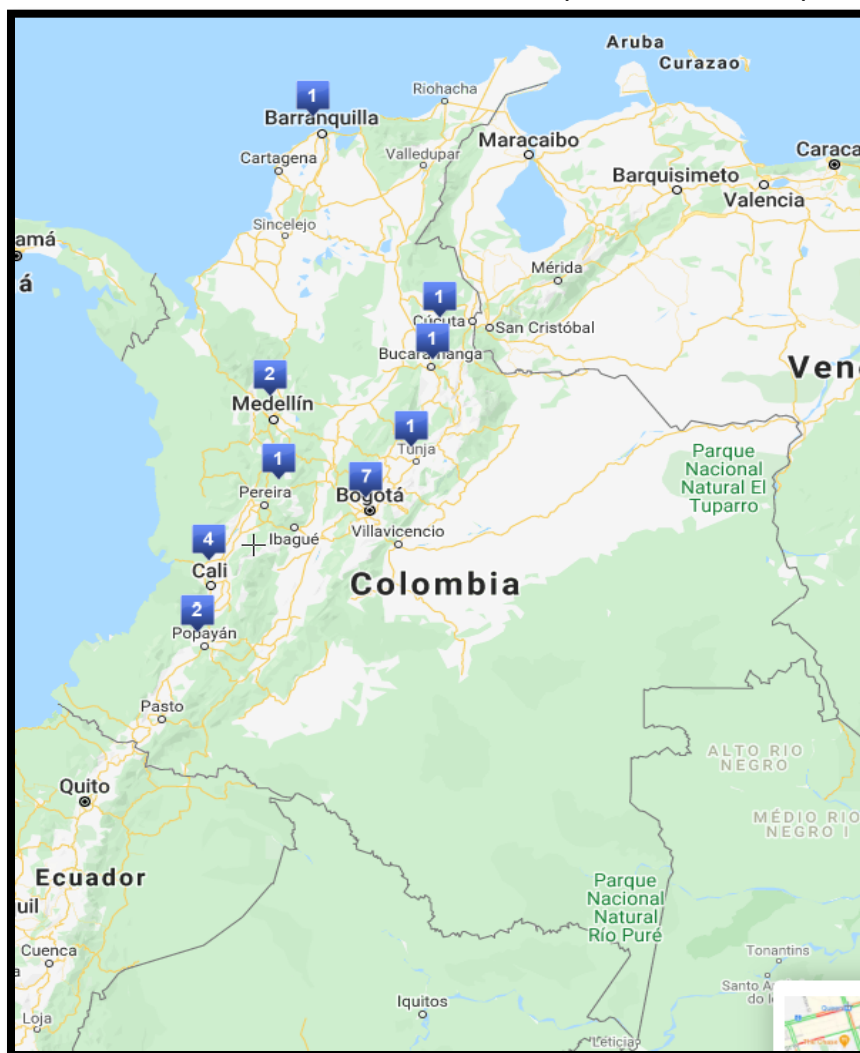 Aruba
Curazao
Riohacha
1
Barranquilla
Maracaibo
Caraca
Cartagena
Valledupar
Barquisimeto
Valencia
Sincelejo
amá
á
Mérida
1
Cúcuta
San Cristóbal
1
Bucaramanga
Ven
2
Medellín
1
Tunja
1
Parque
Nacional
Natural El
Tuparro
7
Pereira
Bogotá
4
Ibagué
Villavicencio
Cali
Colombia
2
Popayán
Pasto
ALTO RIO
NEGRO
Quito
MÉDIO RIO
NEGRO I
Ecuador
Parque
Nacional
Natural
Río Puré
uil
Cuenca
Tonantins
Santo A
do I
Iquitos
Loja
Leticia